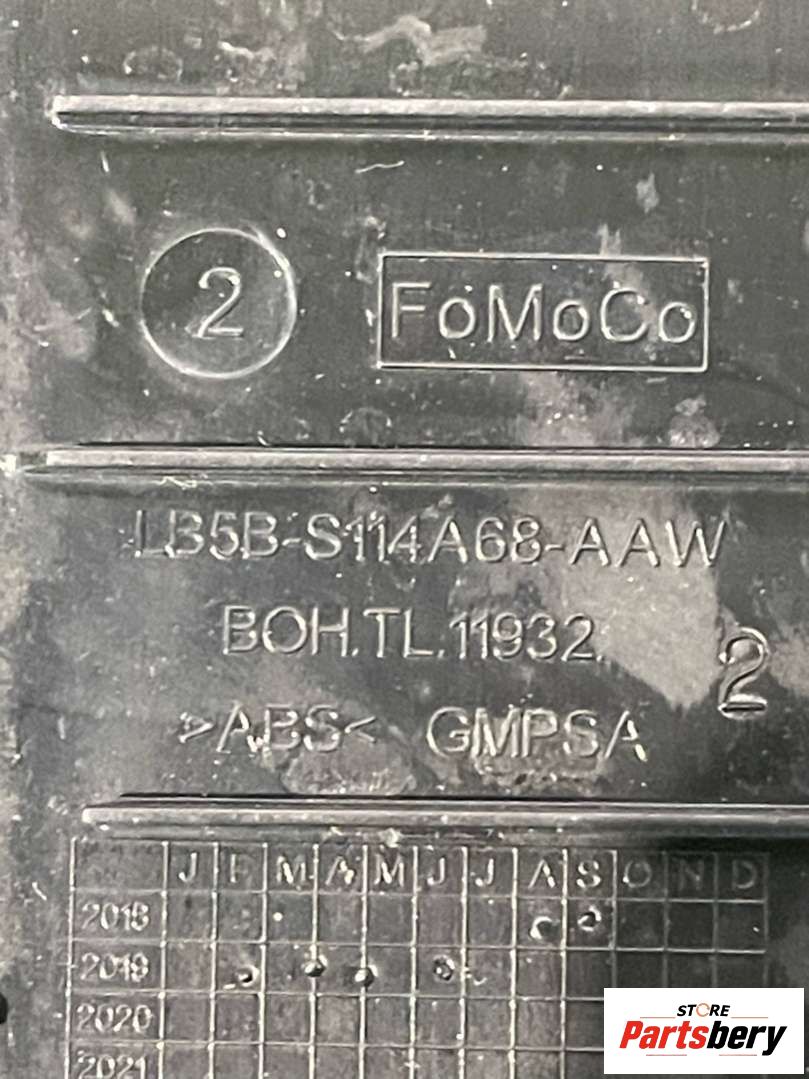 2 FoMoCo
LB5B-S114A68-AAW
BOH.TL.11932
2
>ABS< GMPSA
J F M A M J J A S O N D
2018
2019
2020
2021
STORE
Partsbery